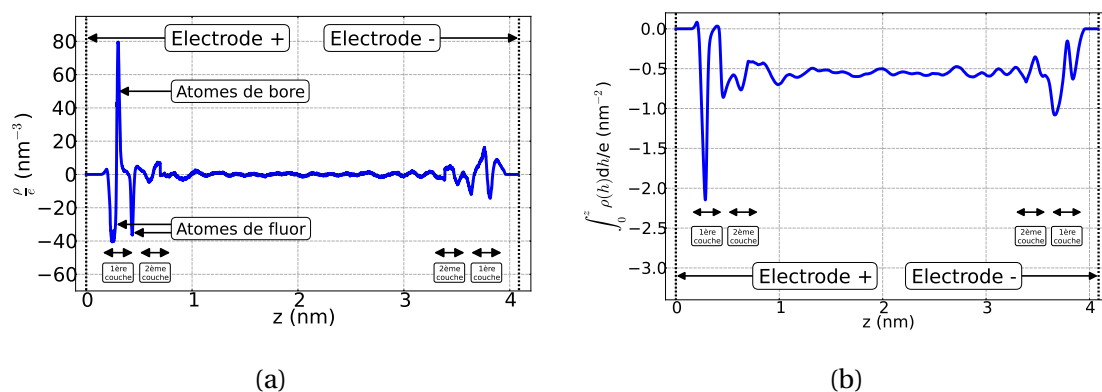 Electrode +
Electrode -
Atomes de bore
Atomes de fluor
1ère
couche
2ème
couche
2ème
couche
1ère
couche
80
60
40
20
0
−20
−40
−60
ρ/e (nm⁻³)
0
1
2
3
4
z (nm)
(a)
0.0
−0.5
−1.0
−1.5
−2.0
−2.5
−3.0
∫₀ᶻ ρ(h)dh/e (nm⁻²)
1ère
couche
2ème
couche
2ème
couche
1ère
couche
Electrode +
Electrode -
0
1
2
3
4
z (nm)
(b)